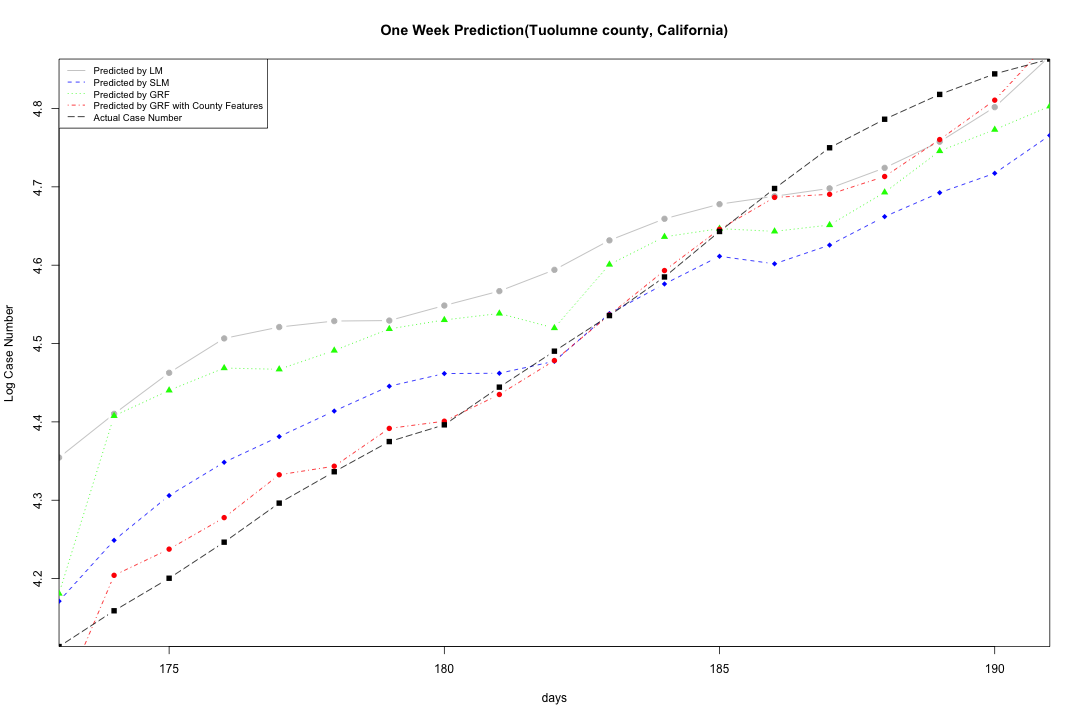 One Week Prediction(Tuolumne county, California)
Predicted by LM
Predicted by SLM
Predicted by GRF
Predicted by GRF with County Features
Actual Case Number
4.8
4.7
4.6
4.5
4.4
4.3
4.2
Log Case Number
175 180 185 190
days